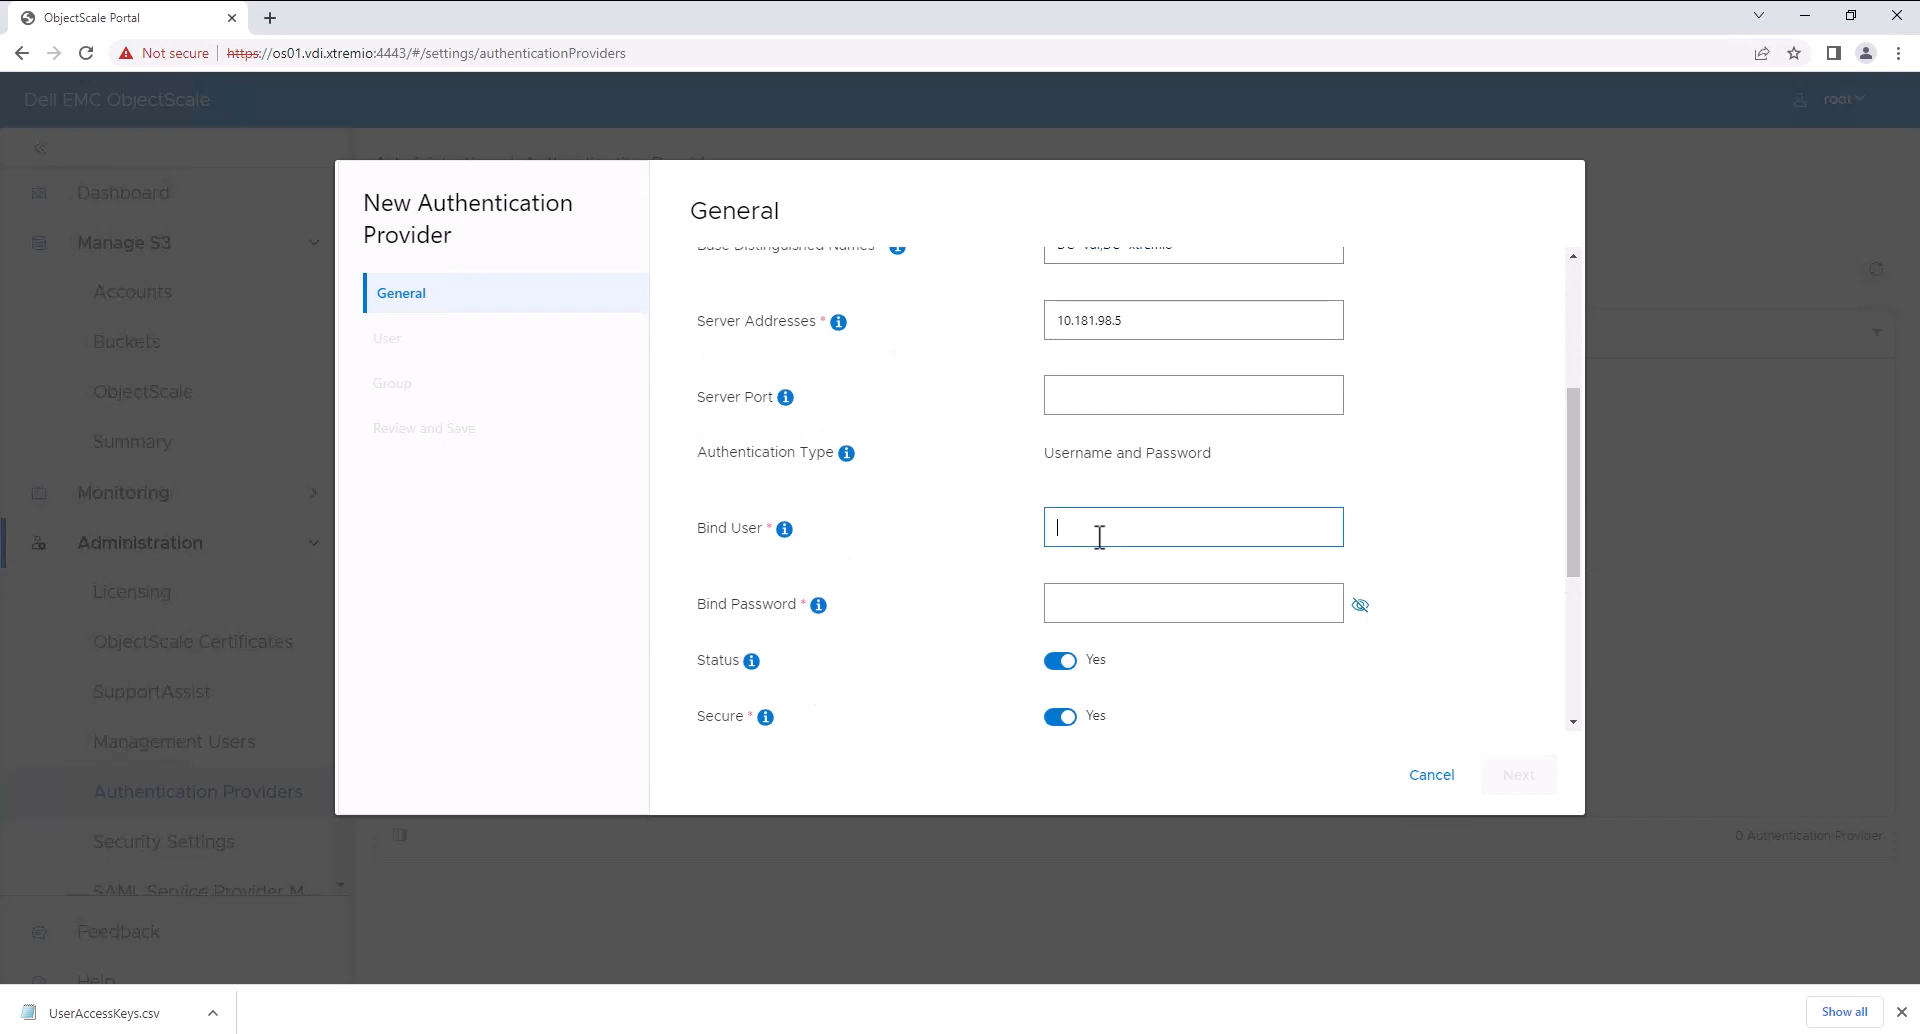 ObjectScale Portal
Not secure
https://os01.vdi.xtremio:4443/#/settings/authenticationProviders
Dell EMC ObjectScale
root
Dashboard
Manage S3
Accounts
Buckets
ObjectScale
Summary
Monitoring
Administration
Licensing
ObjectScale Certificates
SupportAssist
Management Users
Authentication Providers
Security Settings
SAML Service Provider M
Feedback
Help
New Authentication
Provider
General
User
Group
Review and Save
General
Base Distinguished Names
DC=vdi,DC=xtremio
Server Addresses *
10.181.98.5
Server Port
Authentication Type
Username and Password
Bind User *
Bind Password *
Status
Yes
Secure *
Yes
Cancel
Next
0 Authentication Provider
UserAccessKeys.csv
Show all